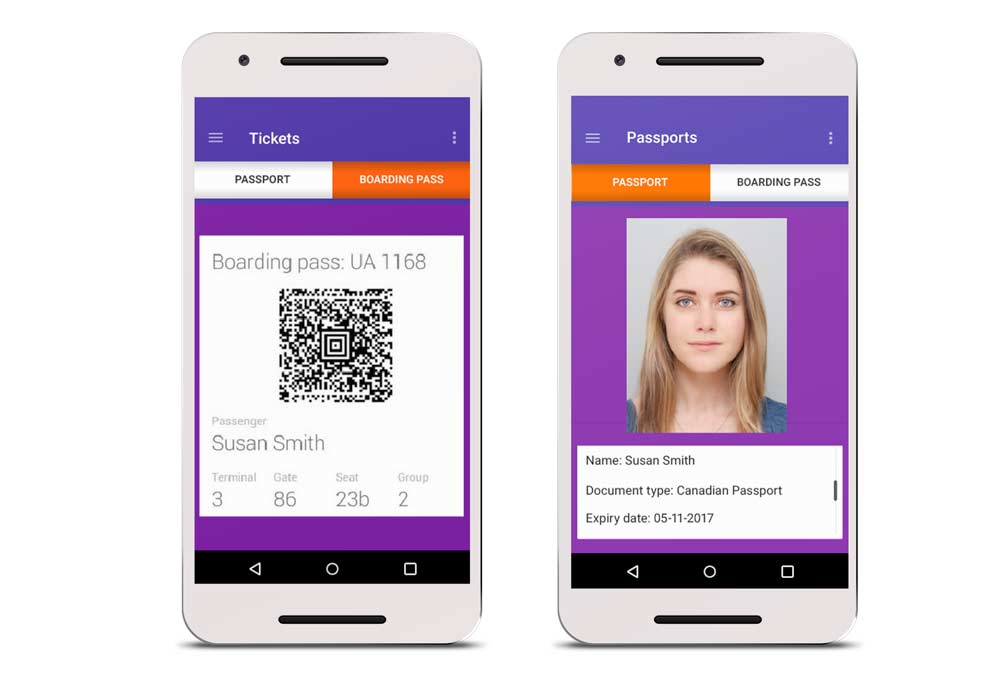 Tickets
PASSPORT BOARDING PASS
Boarding pass: UA 1168
Passenger
Susan Smith
Terminal Gate Seat Group
3 86 23b 2
Passports
PASSPORT BOARDING PASS
Name: Susan Smith
Document type: Canadian Passport
Expiry date: 05-11-2017